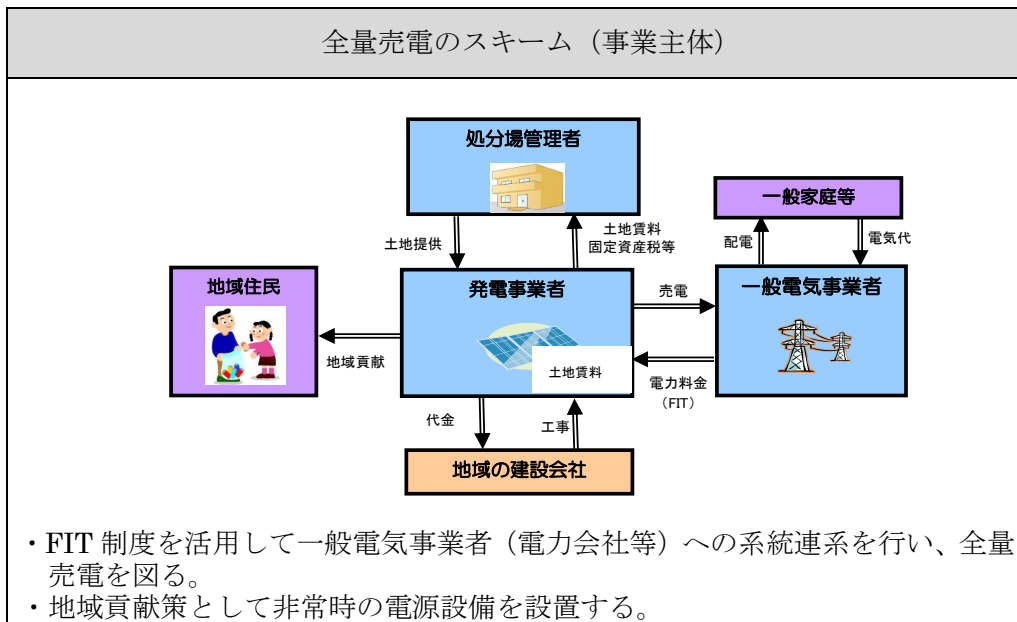 全量売電のスキーム（事業主体）
処分場管理者
一般家庭等
土地提供
土地賃料
固定資産税等
配電
電気代
地域住民
発電事業者
売電
一般電気事業者
地域貢献
土地賃料
電力料金
（FIT）
代金
工事
地域の建設会社
・FIT 制度を活用して一般電気事業者（電力会社等）への系統連系を行い、全量
売電を図る。
・地域貢献策として非常時の電源設備を設置する。